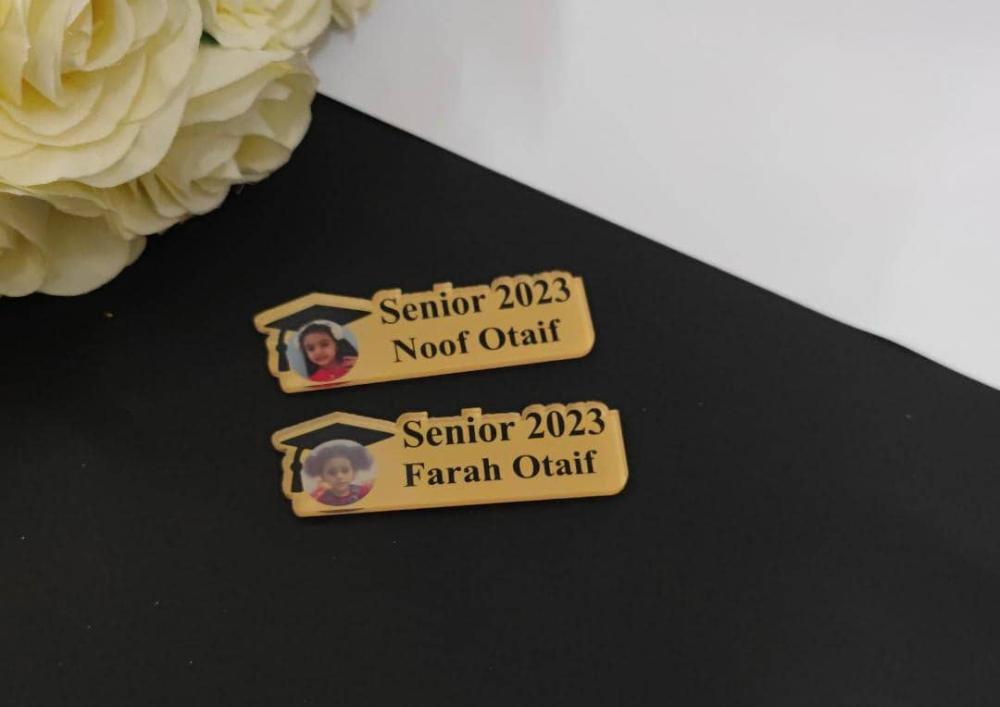 Senior 2023
Noof Otaif
Senior 2023
Farah Otaif